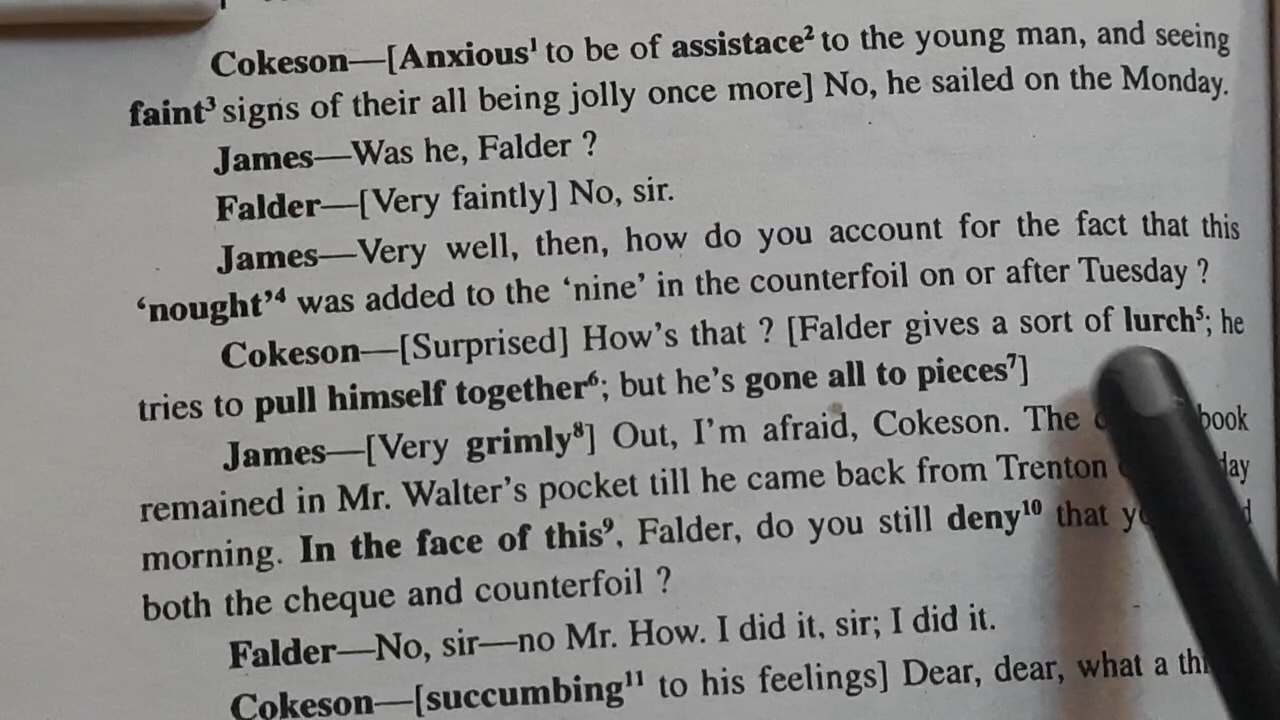 Cokeson—[Anxious¹ to be of assistace² to the young man, and seeing
faint³ signs of their all being jolly once more] No, he sailed on the Monday.
James—Was he, Falder ?
Falder—[Very faintly] No, sir.
James—Very well, then, how do you account for the fact that this
‘nought’⁴ was added to the ‘nine’ in the counterfoil on or after Tuesday ?
Cokeson—[Surprised] How's that ? [Falder gives a sort of lurch⁵; he
tries to pull himself together⁶; but he's gone all to pieces⁷]
James—[Very grimly⁸] Out, I'm afraid, Cokeson. The book
remained in Mr. Walter's pocket till he came back from Trenton
morning. In the face of this⁹, Falder, do you still deny¹⁰ that
both the cheque and counterfoil ?
Falder—No, sir—no Mr. How. I did it, sir; I did it.
Cokeson—[succumbing¹¹ to his feelings] Dear, dear, what a